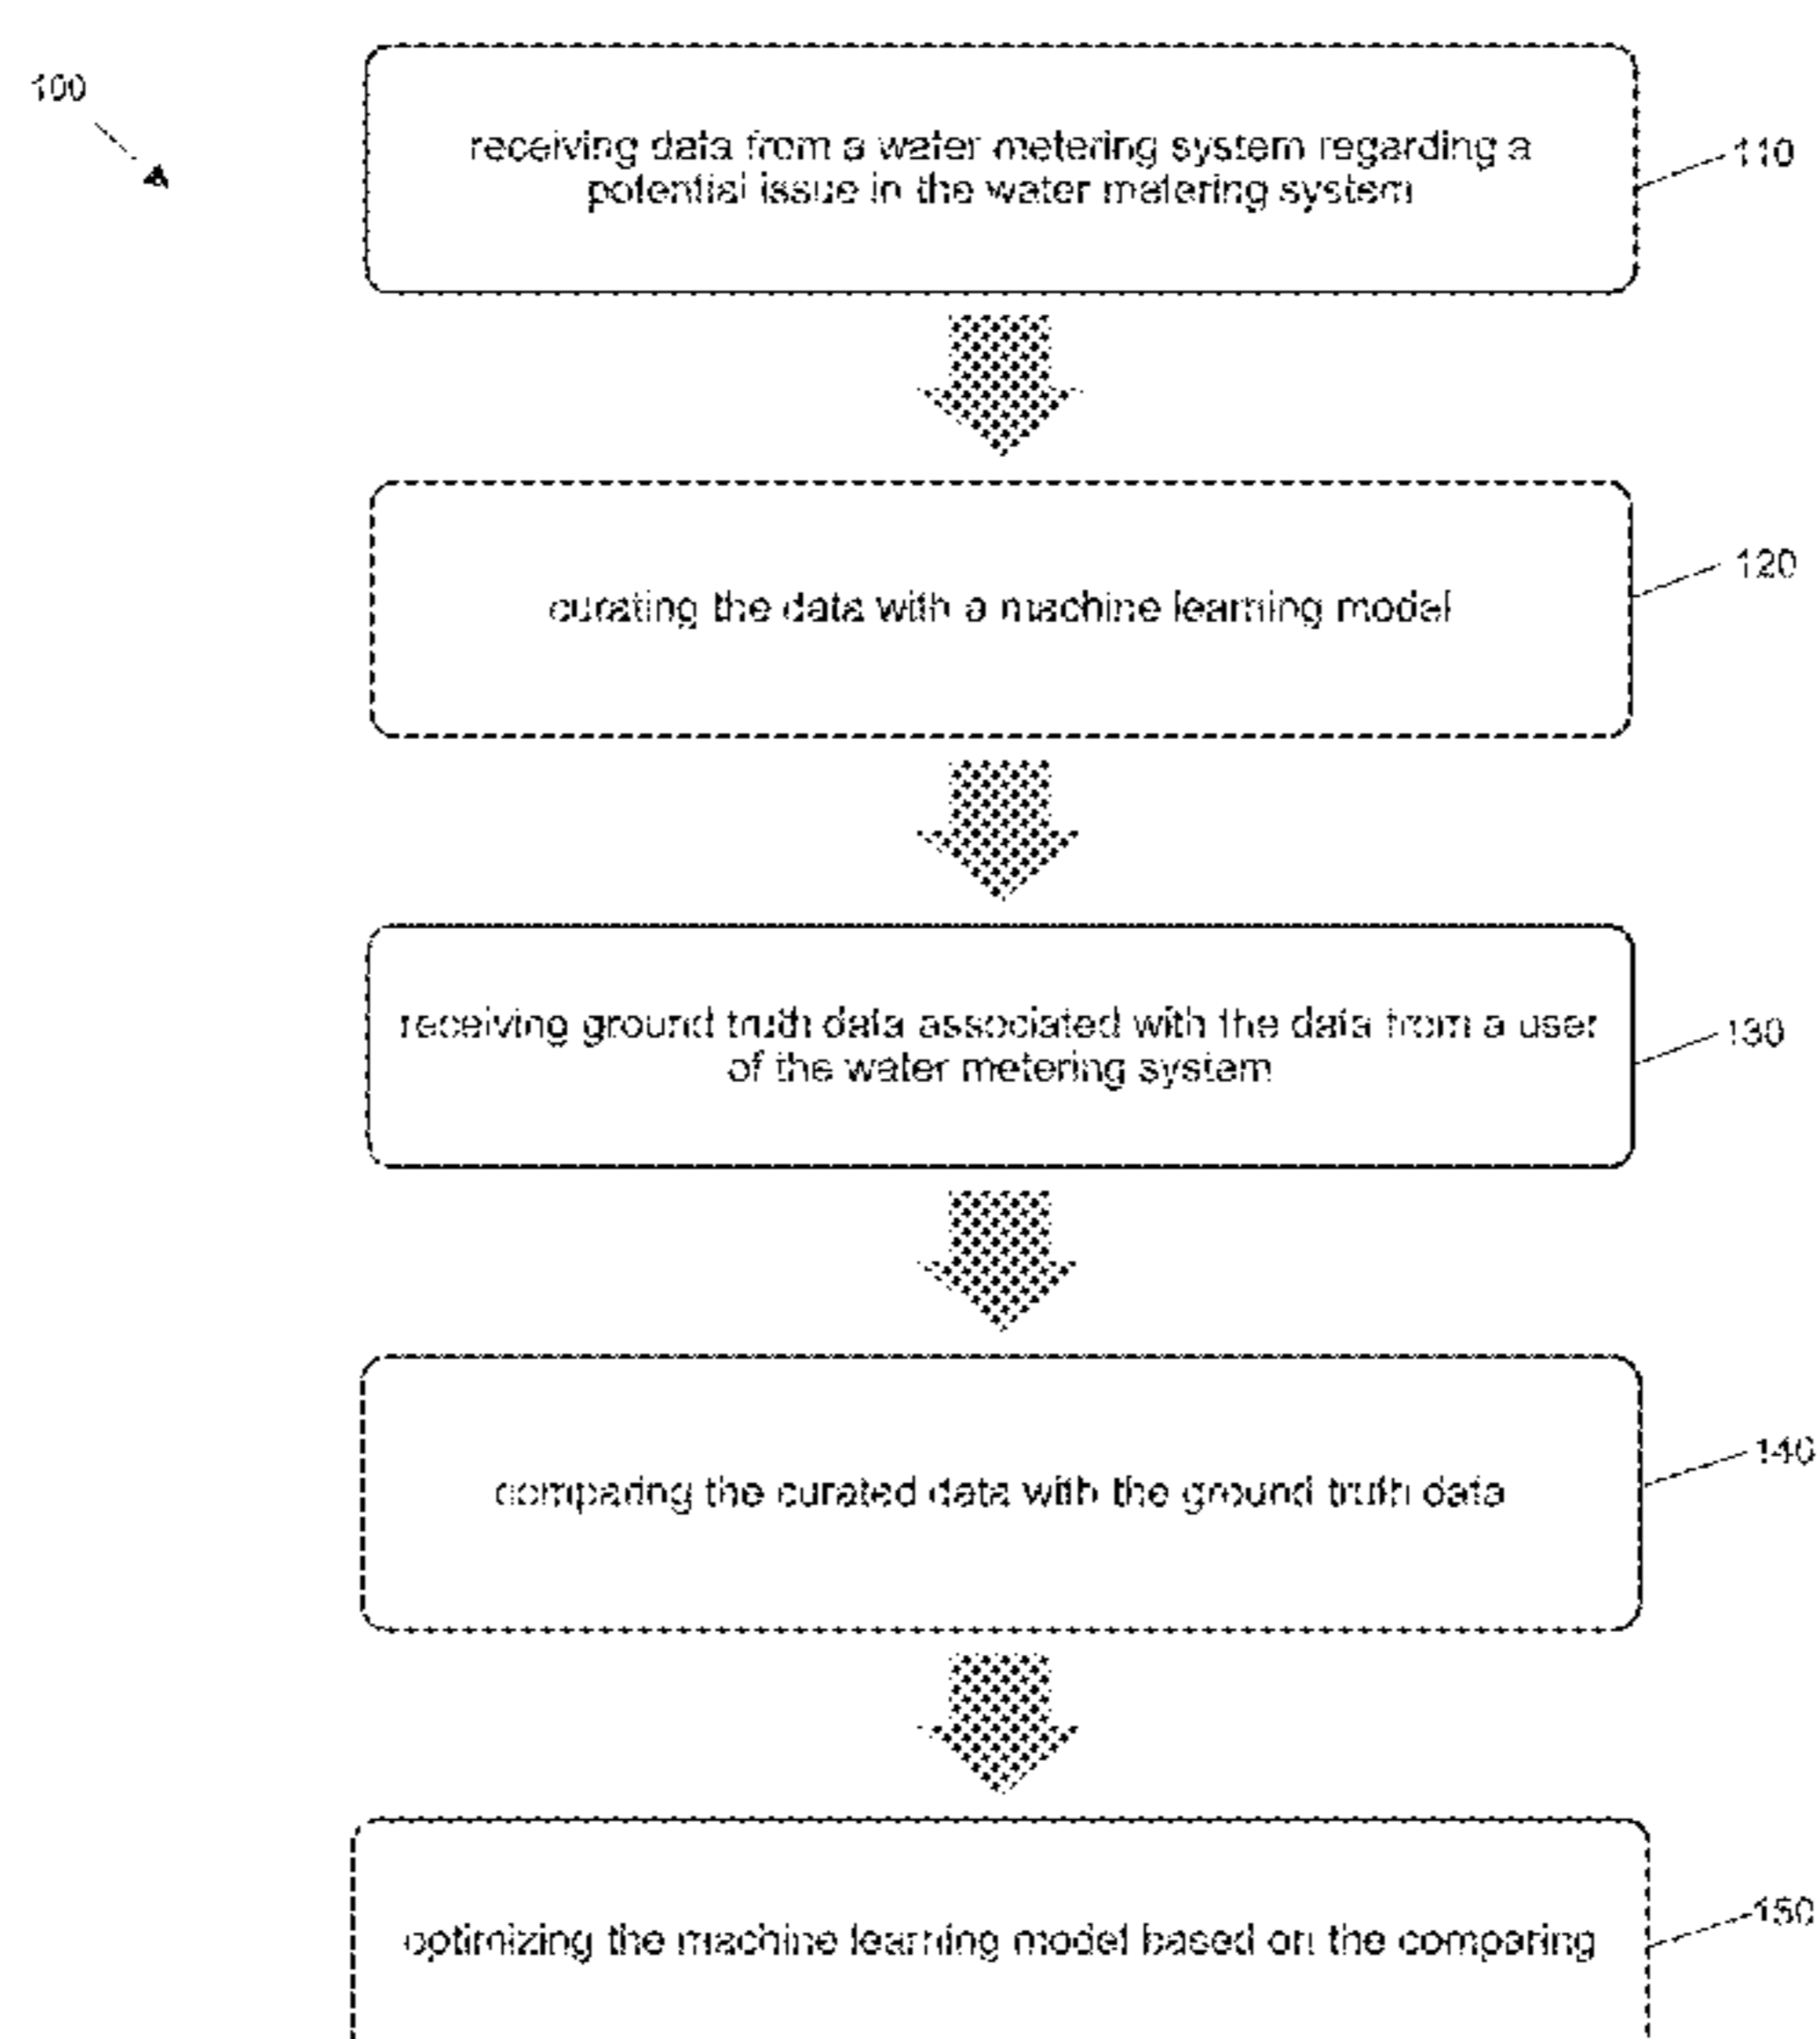 100
receiving data from a water metering system regarding a
potential issue in the water metering system
110
curating the data with a machine learning model
120
receiving ground truth data associated with the data from a user
of the water metering system
130
comparing the curated data with the ground truth data
140
optimizing the machine learning model based on the comparing
150